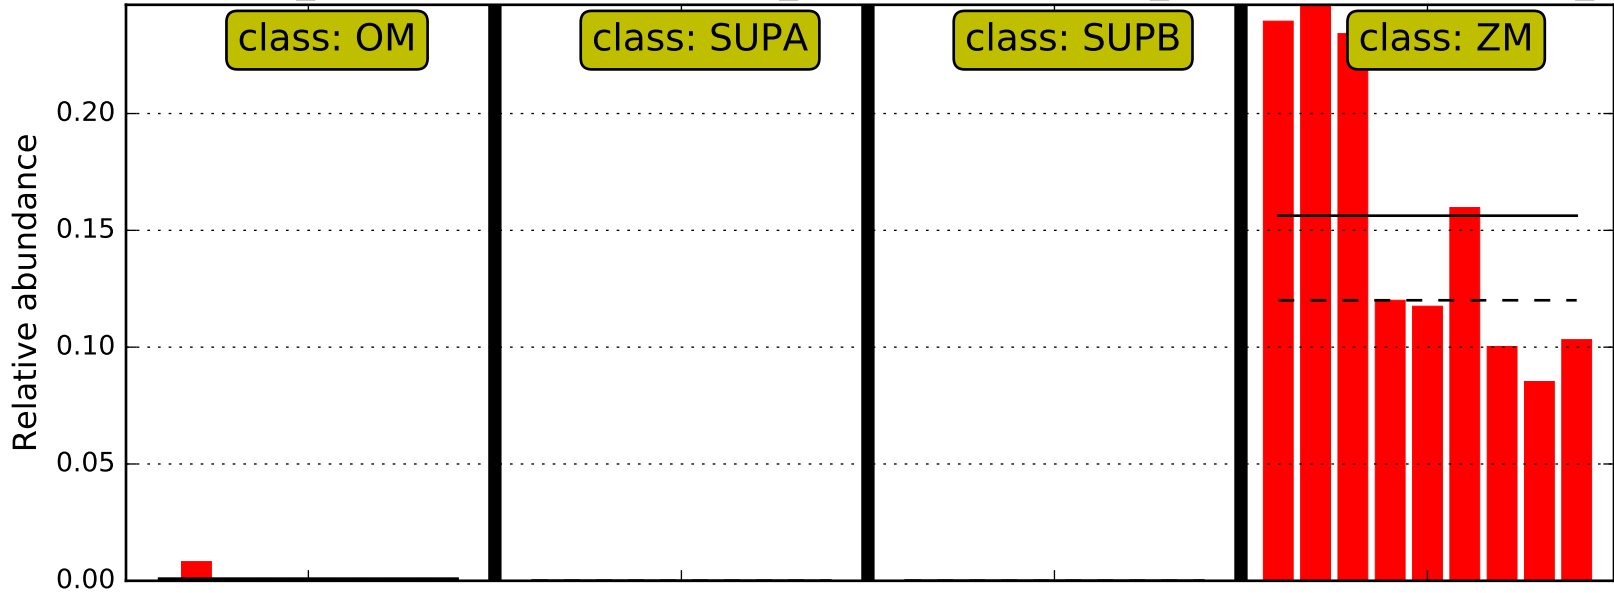 class: OM
class: SUPA
class: SUPB
class: ZM
Relative abundance
0.20
0.15
0.10
0.05
0.00